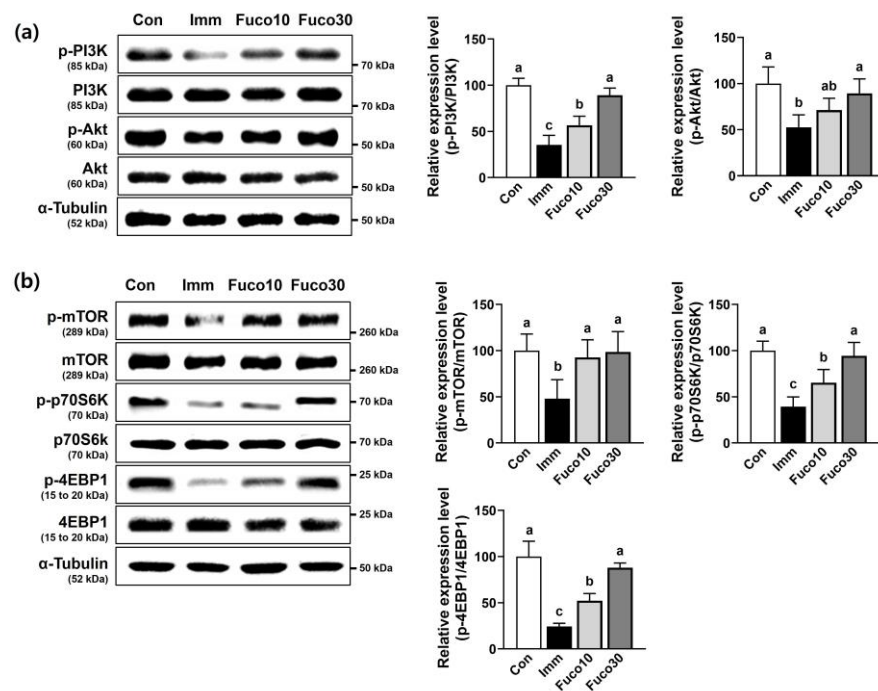 (a)
Con Imm Fuco10 Fuco30
p-PI3K
(85 kDa)
70 kDa
PI3K
(85 kDa)
70 kDa
p-Akt
(60 kDa)
50 kDa
Akt
(60 kDa)
50 kDa
α-Tubulin
(52 kDa)
50 kDa
Relative expression level
(p-PI3K/PI3K)
150
100
50
0
a
c
b
a
Con Imm Fuco10 Fuco30
Relative expression level
(p-Akt/Akt)
150
100
50
0
a
b
ab
a
Con Imm Fuco10 Fuco30
(b)
Con Imm Fuco10 Fuco30
p-mTOR
(289 kDa)
260 kDa
mTOR
(289 kDa)
260 kDa
p-p70S6K
(70 kDa)
70 kDa
p70S6k
(70 kDa)
70 kDa
p-4EBP1
(15 to 20 kDa)
25 kDa
4EBP1
(15 to 20 kDa)
25 kDa
α-Tubulin
(52 kDa)
50 kDa
Relative expression level
(p-mTOR/mTOR)
150
100
50
0
a
b
a
a
Con Imm Fuco10 Fuco30
Relative expression level
(p-p70S6K/p70S6K)
150
100
50
0
a
c
b
a
Con Imm Fuco10 Fuco30
Relative expression level
(p-4EBP1/4EBP1)
150
100
50
0
a
c
b
a
Con Imm Fuco10 Fuco30